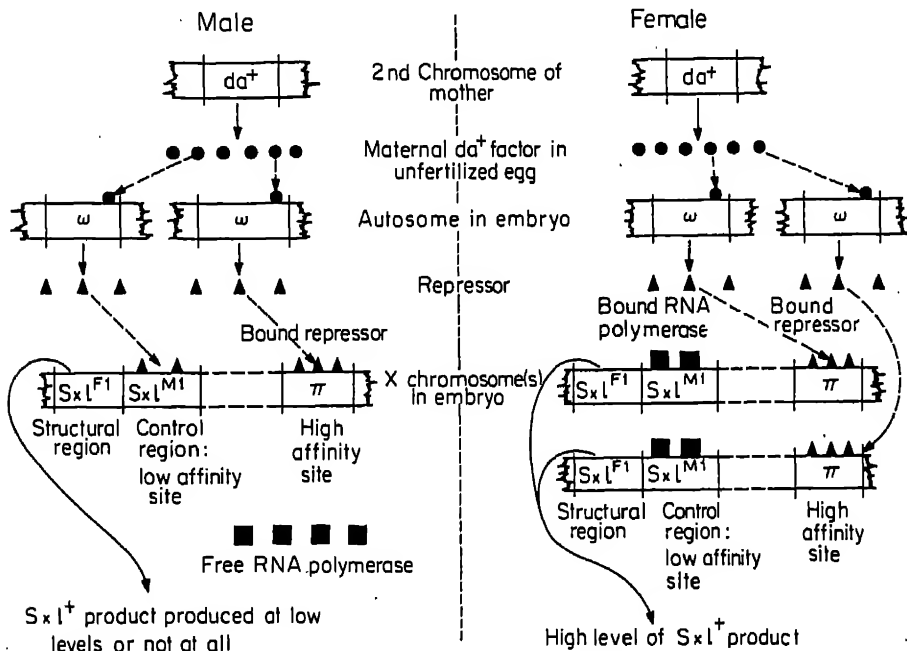 Male
Female
da+
2nd Chromosome of
mother
da+
Maternal da+ factor in
unfertilized egg
ω
ω
Autosome in embryo
ω
ω
Repressor
Bound repressor
Bound RNA
polymerase
Bound
repressor
Sxl^F1
Sxl^M1
π
X chromosome(s)
in embryo
Sxl^F1
Sxl^M1
π
Structural
region
Control
region:
low affinity
site
High
affinity
site
Sxl^F1
Sxl^M1
π
Structural
region
Control
region:
low affinity
site
High
affinity
site
Free RNA polymerase
Sxl+ product produced at low
levels or not at all
High level of Sxl+ product